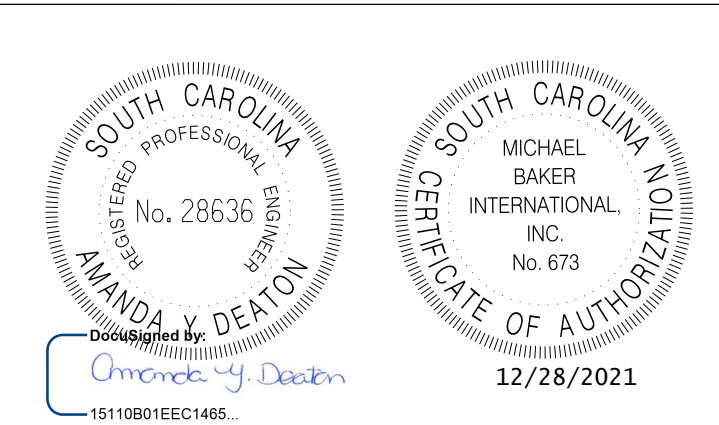 SOUTH CAROLINA
REGISTERED PROFESSIONAL ENGINEER
No. 28636
AMANDA Y DEATON
DocuSigned by:
Amanda Y. Deaton
15110B01EEC1465...
SOUTH CAROLINA
MICHAEL
BAKER
INTERNATIONAL,
INC.
No. 673
CERTIFICATE OF AUTHORIZATION
12/28/2021